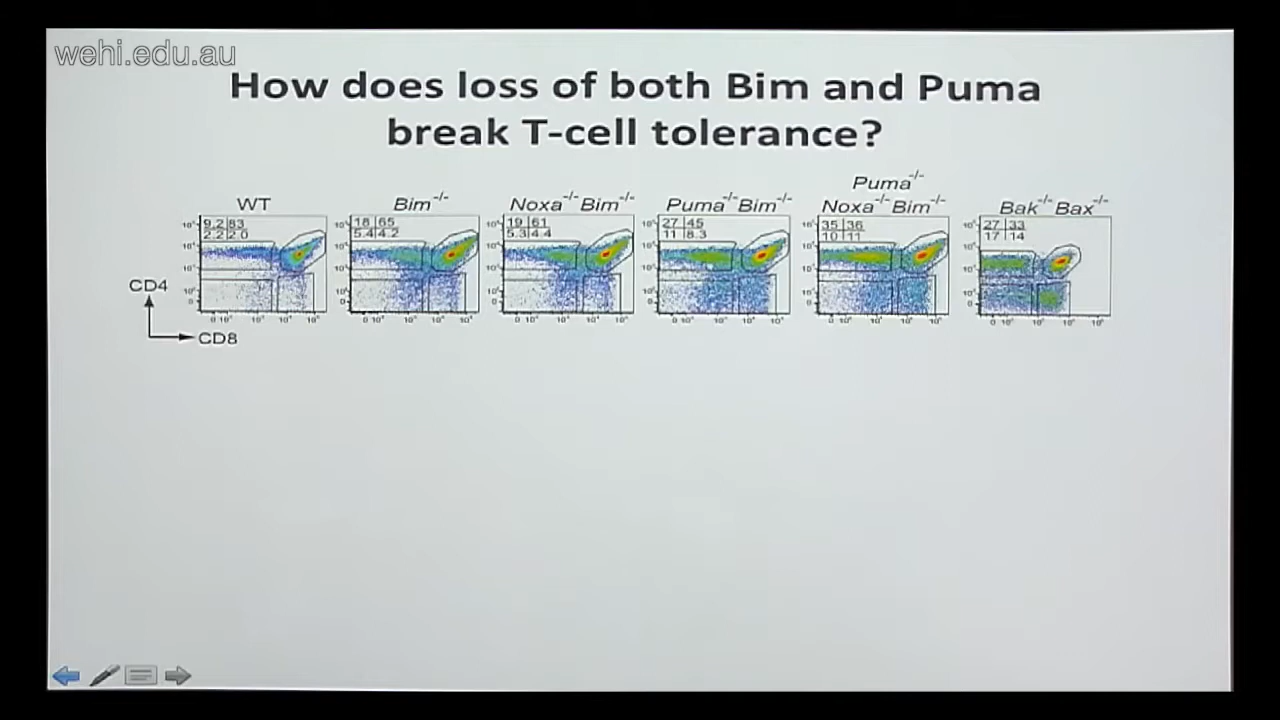 wehi.edu.au
How does loss of both Bim and Puma
break T-cell tolerance?
Puma-/-
WT Bim-/- Noxa-/-Bim-/- Puma-/-Bim-/- Noxa-/-Bim-/- Bak-/-Bax-/-
9.2 83 18 65 19 61 27 45 35 36 27 33
2.2 2.0 5.4 4.2 5.3 4.4 11 8.3 10 11 17 14
CD4
CD8